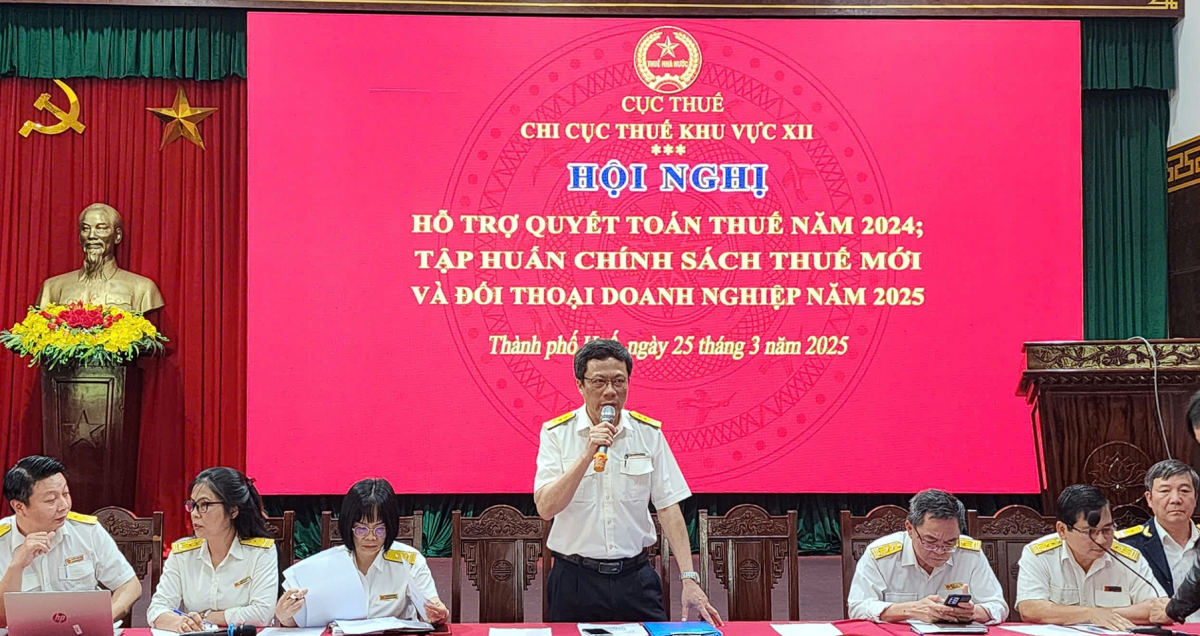 THUẾ NHÀ NƯỚC
CỤC THUẾ
CHI CỤC THUẾ KHU VỰC XII
***
HỘI NGHỊ
HỖ TRỢ QUYẾT TOÁN THUẾ NĂM 2024;
TẬP HUẤN CHÍNH SÁCH THUẾ MỚI
VÀ ĐỐI THOẠI DOANH NGHIỆP NĂM 2025
Thành phố ngày 25 tháng 3 năm 2025
hp